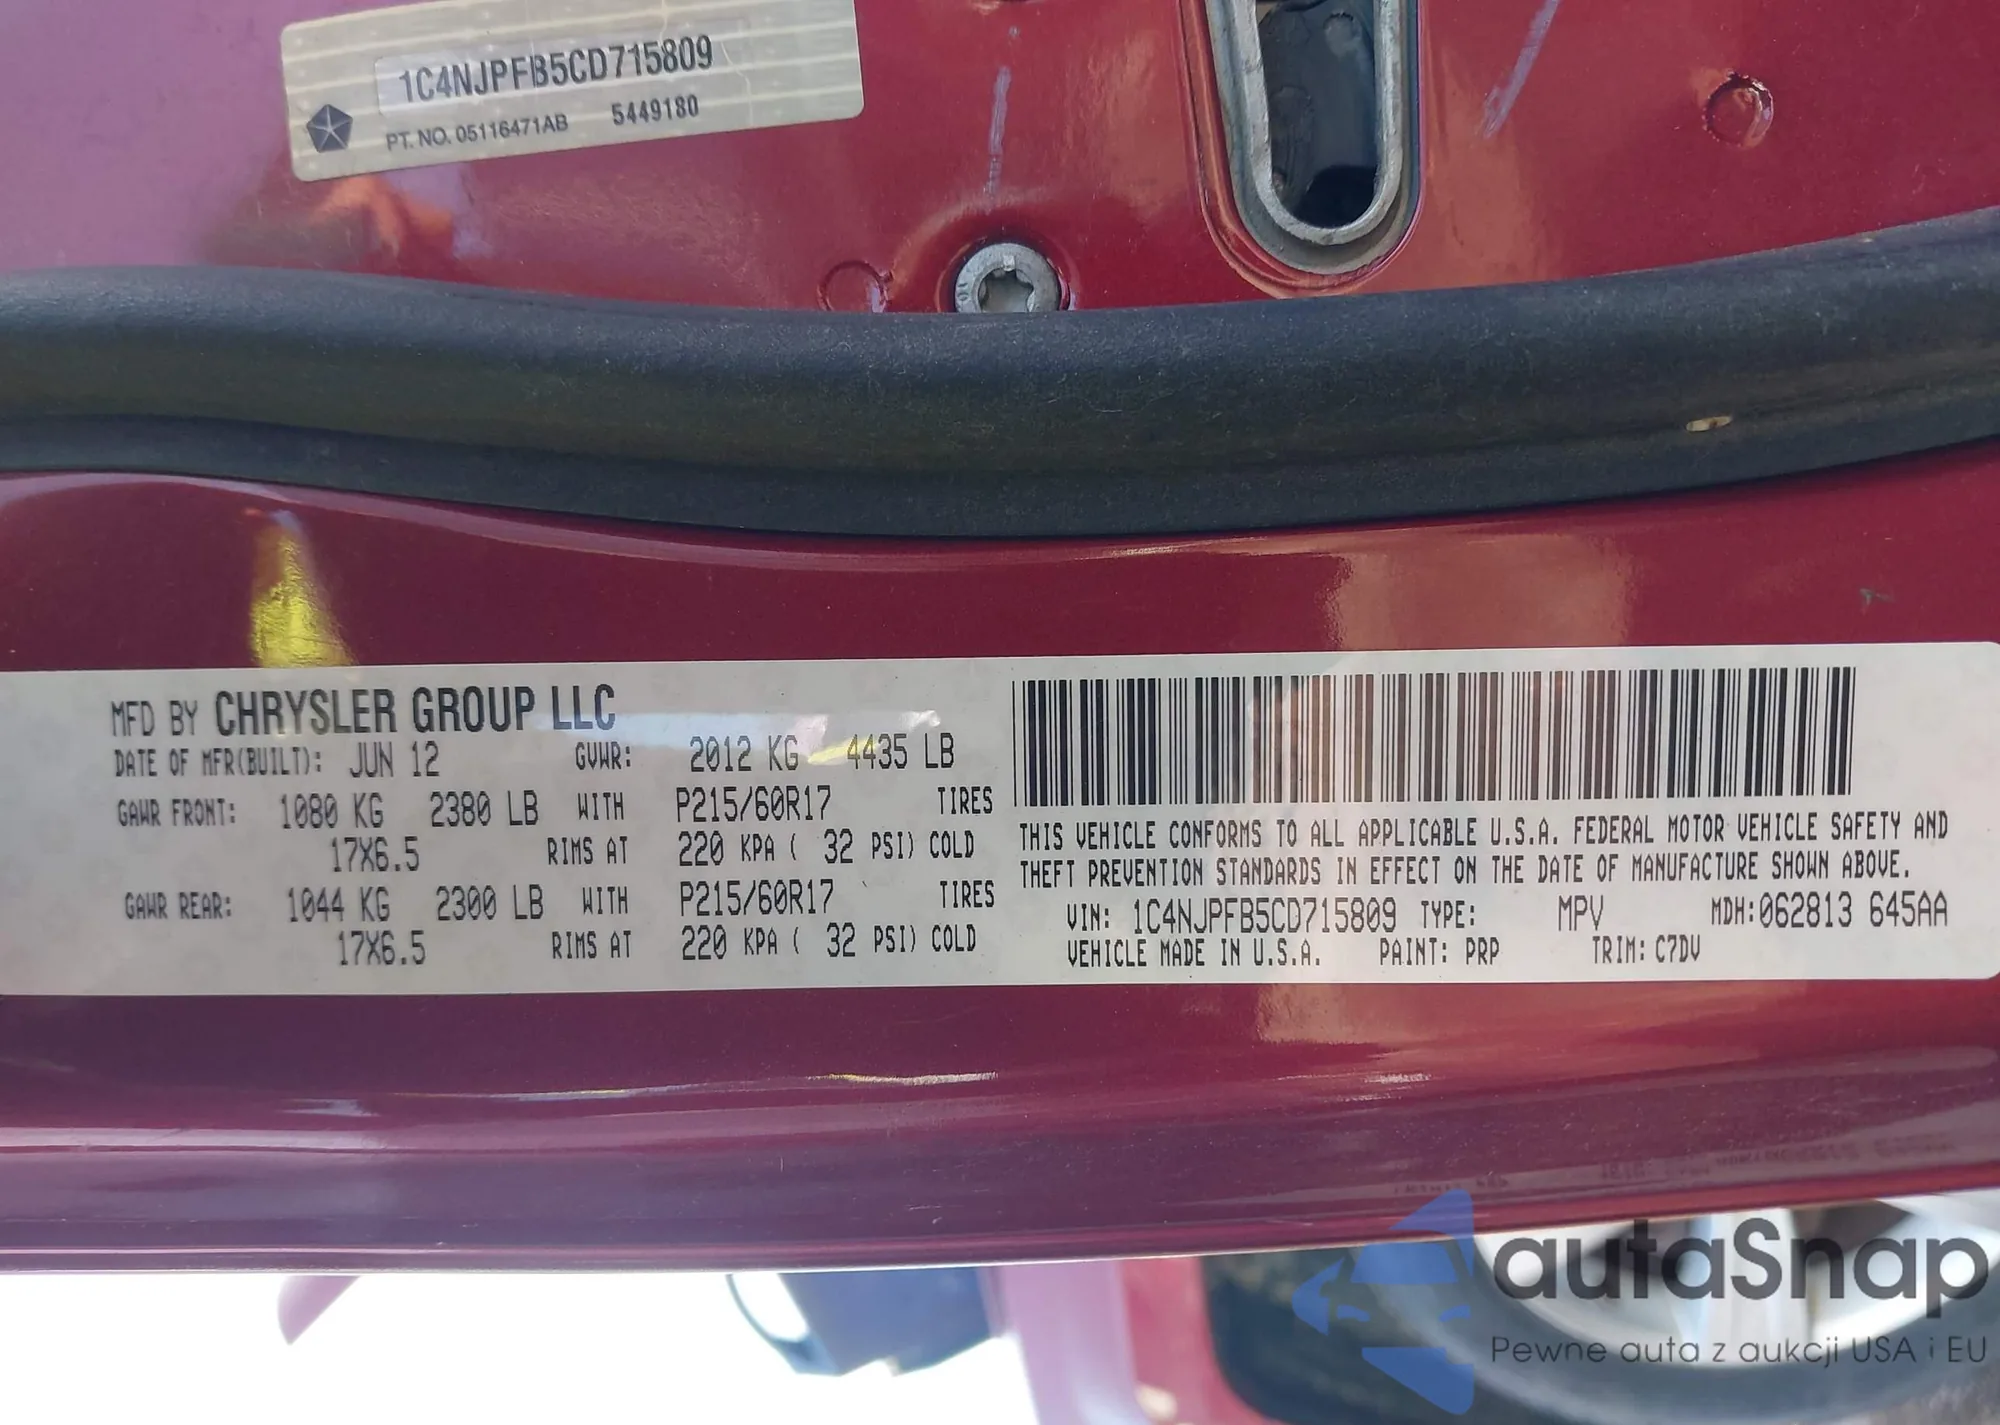 1C4NJPFB5CD715809
PT. NO. 05116471AB 5449180
MFD BY CHRYSLER GROUP LLC
DATE OF MFR(BUILT): JUN 12 GVWR: 2012 KG 4435 LB
GAWR FRONT: 1080 KG 2380 LB WITH P215/60R17 TIRES
17X6.5 RIMS AT 220 KPA ( 32 PSI) COLD
GAWR REAR: 1044 KG 2300 LB WITH P215/60R17 TIRES
17X6.5 RIMS AT 220 KPA ( 32 PSI) COLD
THIS VEHICLE CONFORMS TO ALL APPLICABLE U.S.A. FEDERAL MOTOR VEHICLE SAFETY AND
THEFT PREVENTION STANDARDS IN EFFECT ON THE DATE OF MANUFACTURE SHOWN ABOVE.
VIN: 1C4NJPFB5CD715809 TYPE: MPV MDH:062813 645AA
VEHICLE MADE IN U.S.A. PAINT: PRP TRIM: C7DV
autaSnap
Pewne auta z aukcji USA i EU